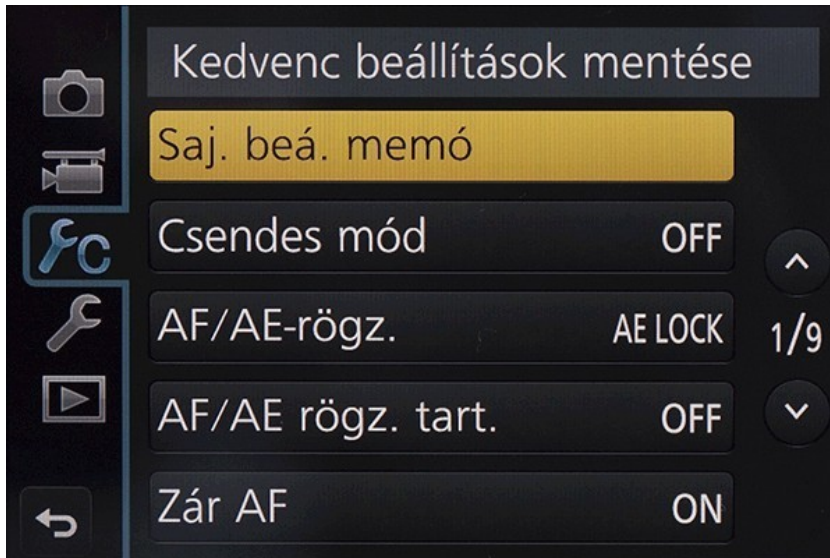 Kedvenc beállítások mentése
Saj. beá. memó
Csendes mód OFF
AF/AE-rögz. AE LOCK
1/9
AF/AE rögz. tart. OFF
Zár AF ON
C